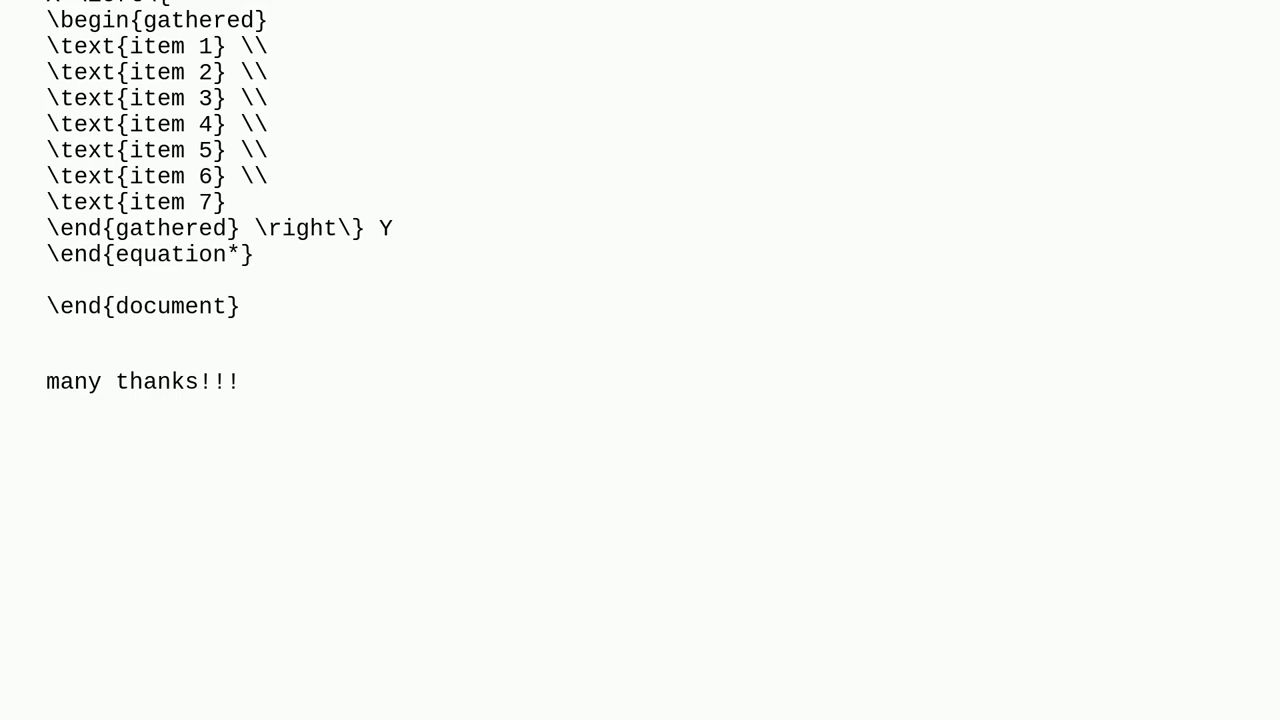 \begin{gathered}
\text{item 1} \\
\text{item 2} \\
\text{item 3} \\
\text{item 4} \\
\text{item 5} \\
\text{item 6} \\
\text{item 7}
\end{gathered} \right\} Y
\end{equation*}
\end{document}
many thanks!!!